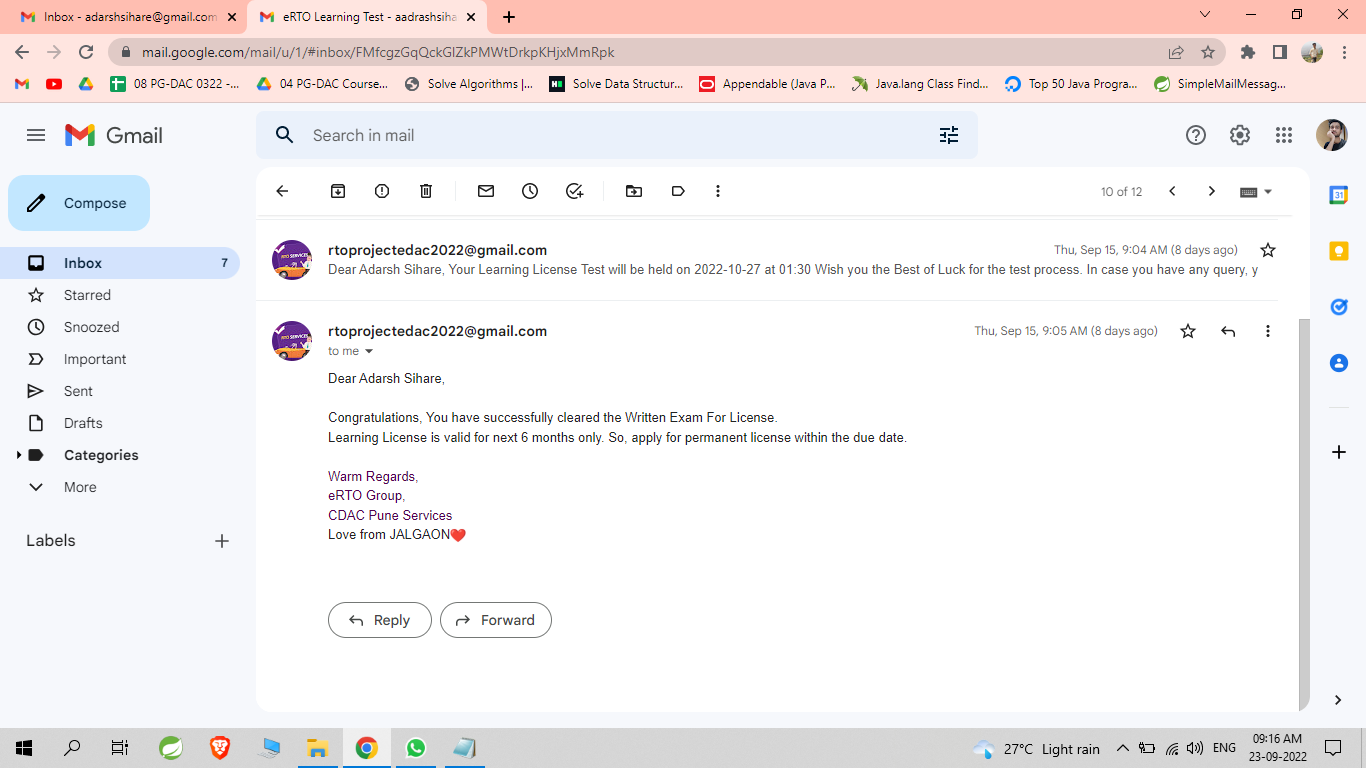 Inbox - adarshsihare@gmail.com
eRTO Learning Test - aadrashsiha
mail.google.com/mail/u/1/#inbox/FMfcgzGqQckGlZkPMWtDrkpKHjxMmRpk
08 PG-DAC 0322 -...
04 PG-DAC Course...
Solve Algorithms |...
Solve Data Structur...
Appendable (Java P...
Java.lang Class Find...
Top 50 Java Progra...
SimpleMailMessag...
Gmail
Search in mail
Compose
10 of 12
Inbox 7
Starred
Snoozed
Important
Sent
Drafts
Categories
More
Labels
rtoprojectedac2022@gmail.com
Thu, Sep 15, 9:04 AM (8 days ago)
Dear Adarsh Sihare, Your Learning License Test will be held on 2022-10-27 at 01:30 Wish you the Best of Luck for the test process. In case you have any query, y
rtoprojectedac2022@gmail.com
Thu, Sep 15, 9:05 AM (8 days ago)
to me
Dear Adarsh Sihare,
Congratulations, You have successfully cleared the Written Exam For License.
Learning License is valid for next 6 months only. So, apply for permanent license within the due date.
Warm Regards,
eRTO Group,
CDAC Pune Services
Love from JALGAON❤️
Reply
Forward
31
27°C Light rain
ENG
09:16 AM
23-09-2022